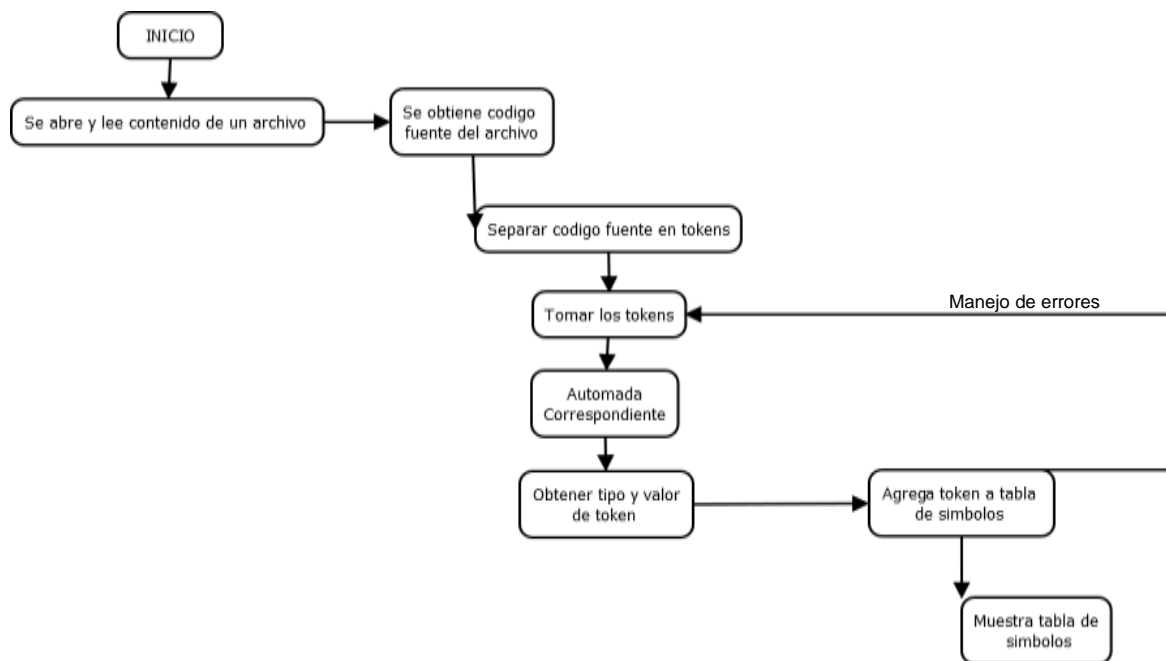 INICIO
Se abre y lee contenido de un archivo
Se obtiene codigo
fuente del archivo
Separar codigo fuente en tokens
Manejo de errores
Tomar los tokens
Automada
Correspondiente
Obtener tipo y valor
de token
Agrega token a tabla
de simbolos
Muestra tabla de
simbolos